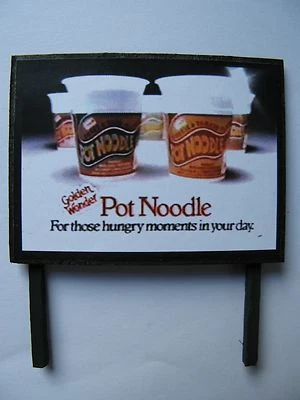 POT NOODLE
POT NOODLE
Golden
Wonder
Pot Noodle
For those hungry moments in your day.